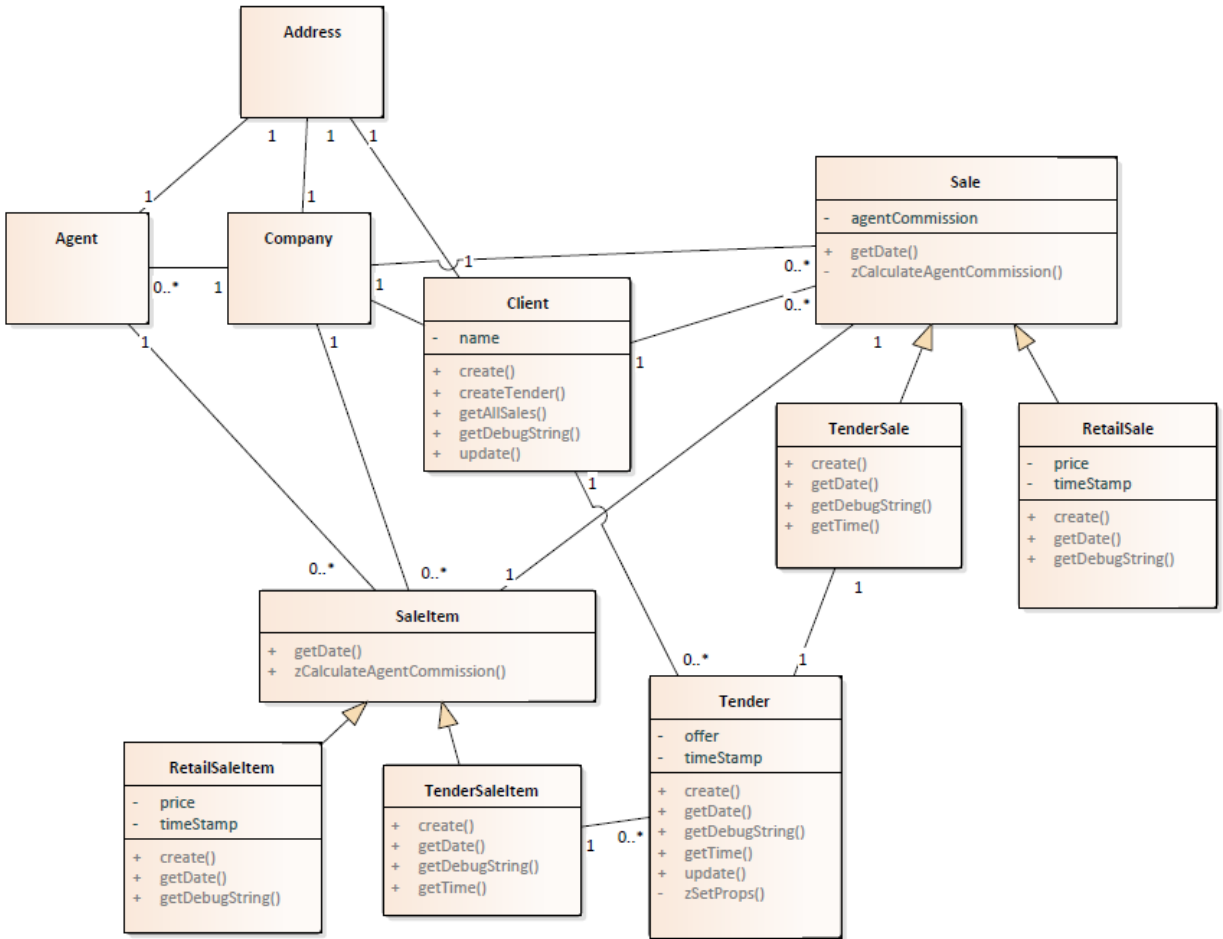 Address
1 1 1
1 1
Agent
Company
0..* 1
1 1
1
1
Sale
- agentCommission
+ getDate()
- zCalculateAgentCommission()
0..*
0..*
1
Client
- name
+ create()
+ createTender()
+ getAllSales()
+ getDebugString()
+ update()
1
1
TenderSale
+ create()
+ getDate()
+ getDebugString()
+ getTime()
1
RetailSale
- price
- timeStamp
+ create()
+ getDate()
+ getDebugString()
0..* 0..* 1
SaleItem
+ getDate()
+ zCalculateAgentCommission()
0..* 1
Tender
- offer
- timeStamp
+ create()
+ getDate()
+ getDebugString()
+ getTime()
+ update()
- zSetProps()
RetailSaleItem
- price
- timeStamp
+ create()
+ getDate()
+ getDebugString()
TenderSaleItem
+ create()
+ getDate()
+ getDebugString()
+ getTime()
1 0..*